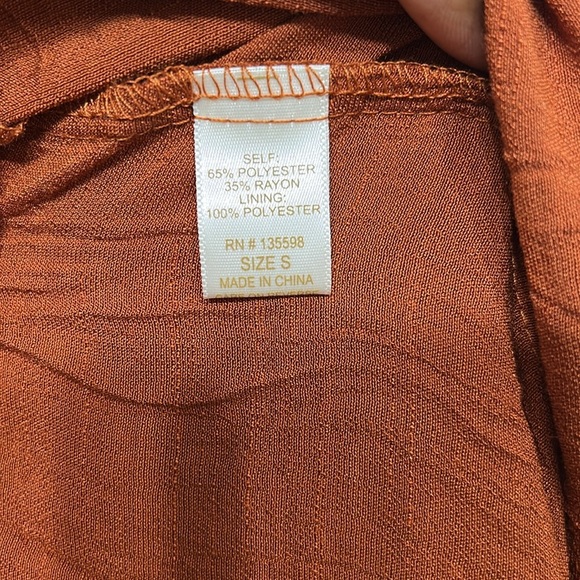 SELF:
65% POLYESTER
35% RAYON
LINING:
100% POLYESTER
RN # 135598
SIZE S
MADE IN CHINA